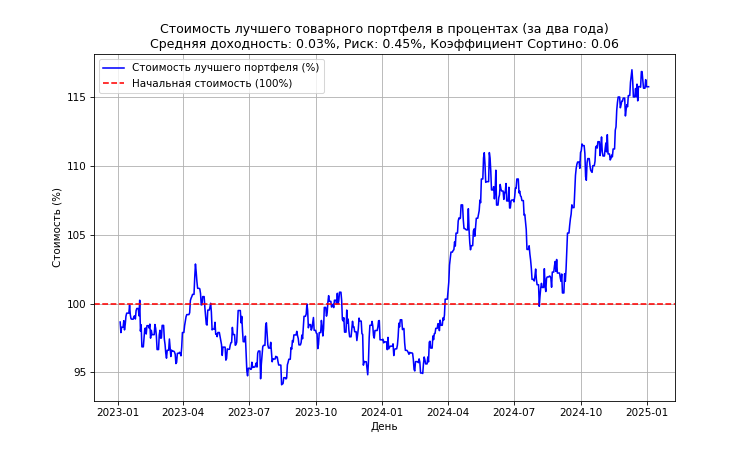 Стоимость лучшего товарного портфеля в процентах (за два года)
Средняя доходность: 0.03%, Риск: 0.45%, Коэффициент Сортино: 0.06
Стоимость лучшего портфеля (%)
Начальная стоимость (100%)
Стоимость (%)
115
110
105
100
95
2023-01 2023-04 2023-07 2023-10 2024-01 2024-04 2024-07 2024-10 2025-01
День